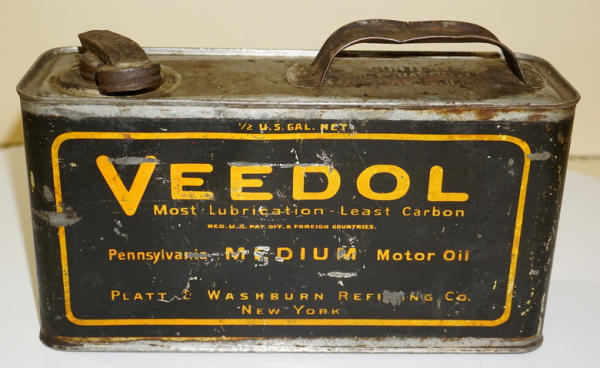 ½ U.S. GAL. NET
VEEDOL
Most Lubrication - Least Carbon
REG. U.S. PAT. OFF. & FOREIGN COUNTRIES.
Pennsylvania MEDIUM Motor Oil
PLATT & WASHBURN REFINING CO.
NEW YORK